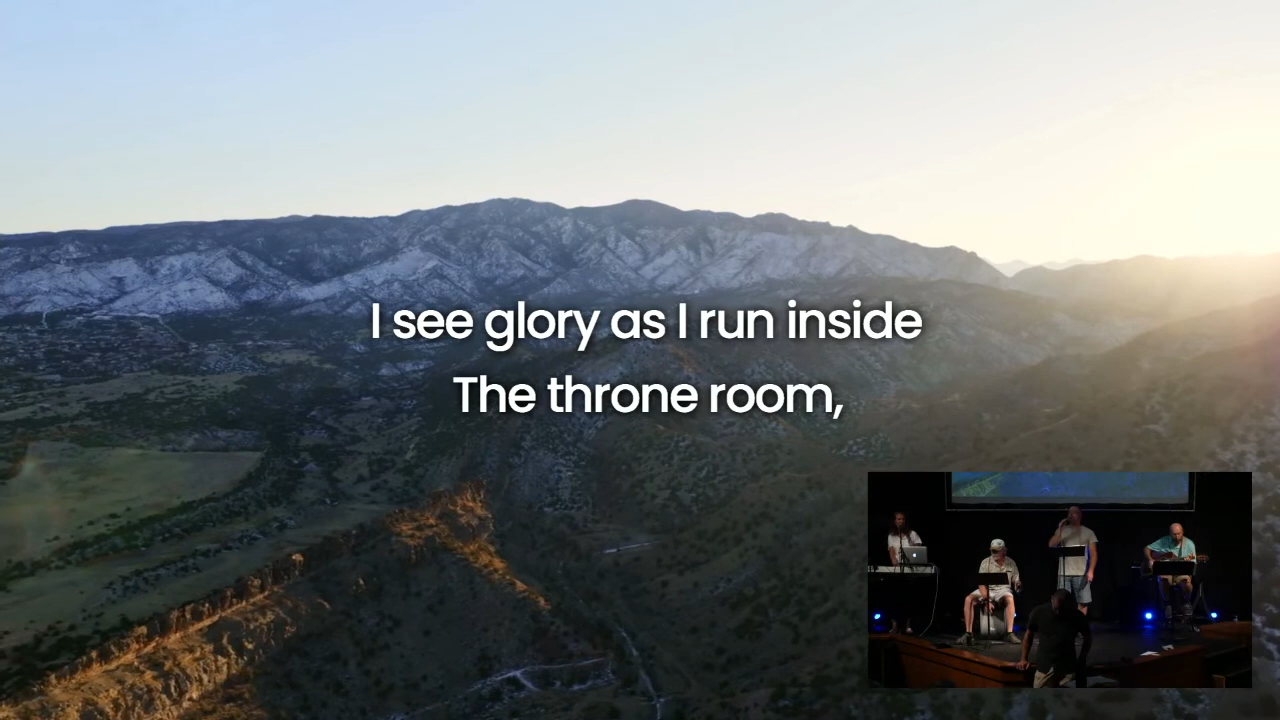 I see glory as I run inside
The throne room,